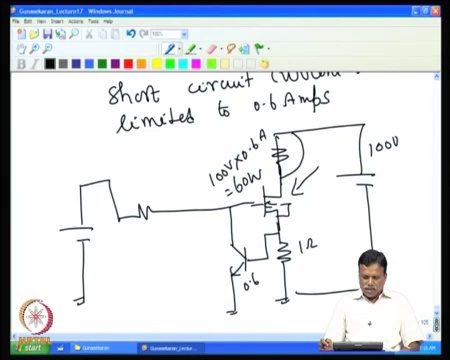 Gunasekaran_Lecture17 - Windows Journal
File Edit View Insert Actions Tools Help
100%
B I
short circuit
limited to 0.6 Amps
100V × 0.6A
= 60W
100V
1Ω
0.6
NPTEL
start
Gunasekaran
Gunasekaran_Lectur...